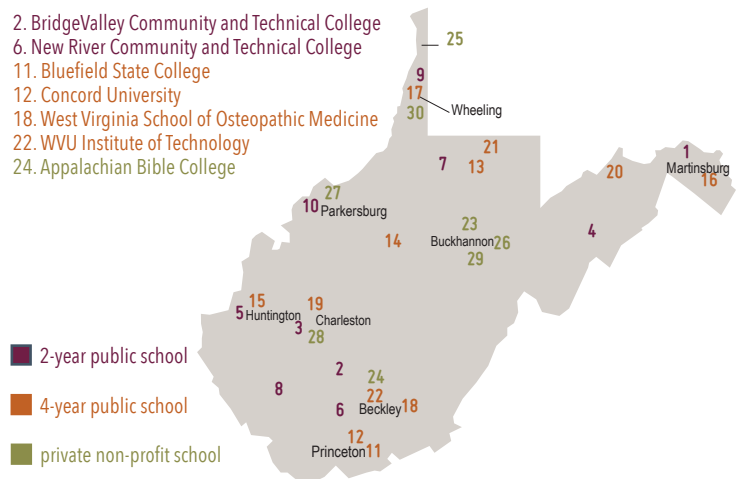 2. BridgeValley Community and Technical College
6. New River Community and Technical College
11. Bluefield State College
12. Concord University
18. West Virginia School of Osteopathic Medicine
22. WVU Institute of Technology
24. Appalachian Bible College
25
9
17
Wheeling
30
21
7
13
1
Martinsburg
20
16
27
10
Parkersburg
23
4
14
Buckhannon
26
29
15
19
5
Huntington
Charleston
3
28
2-year public school
2
24
8
22
4-year public school
6
Beckley
18
12
private non-profit school
Princeton
11